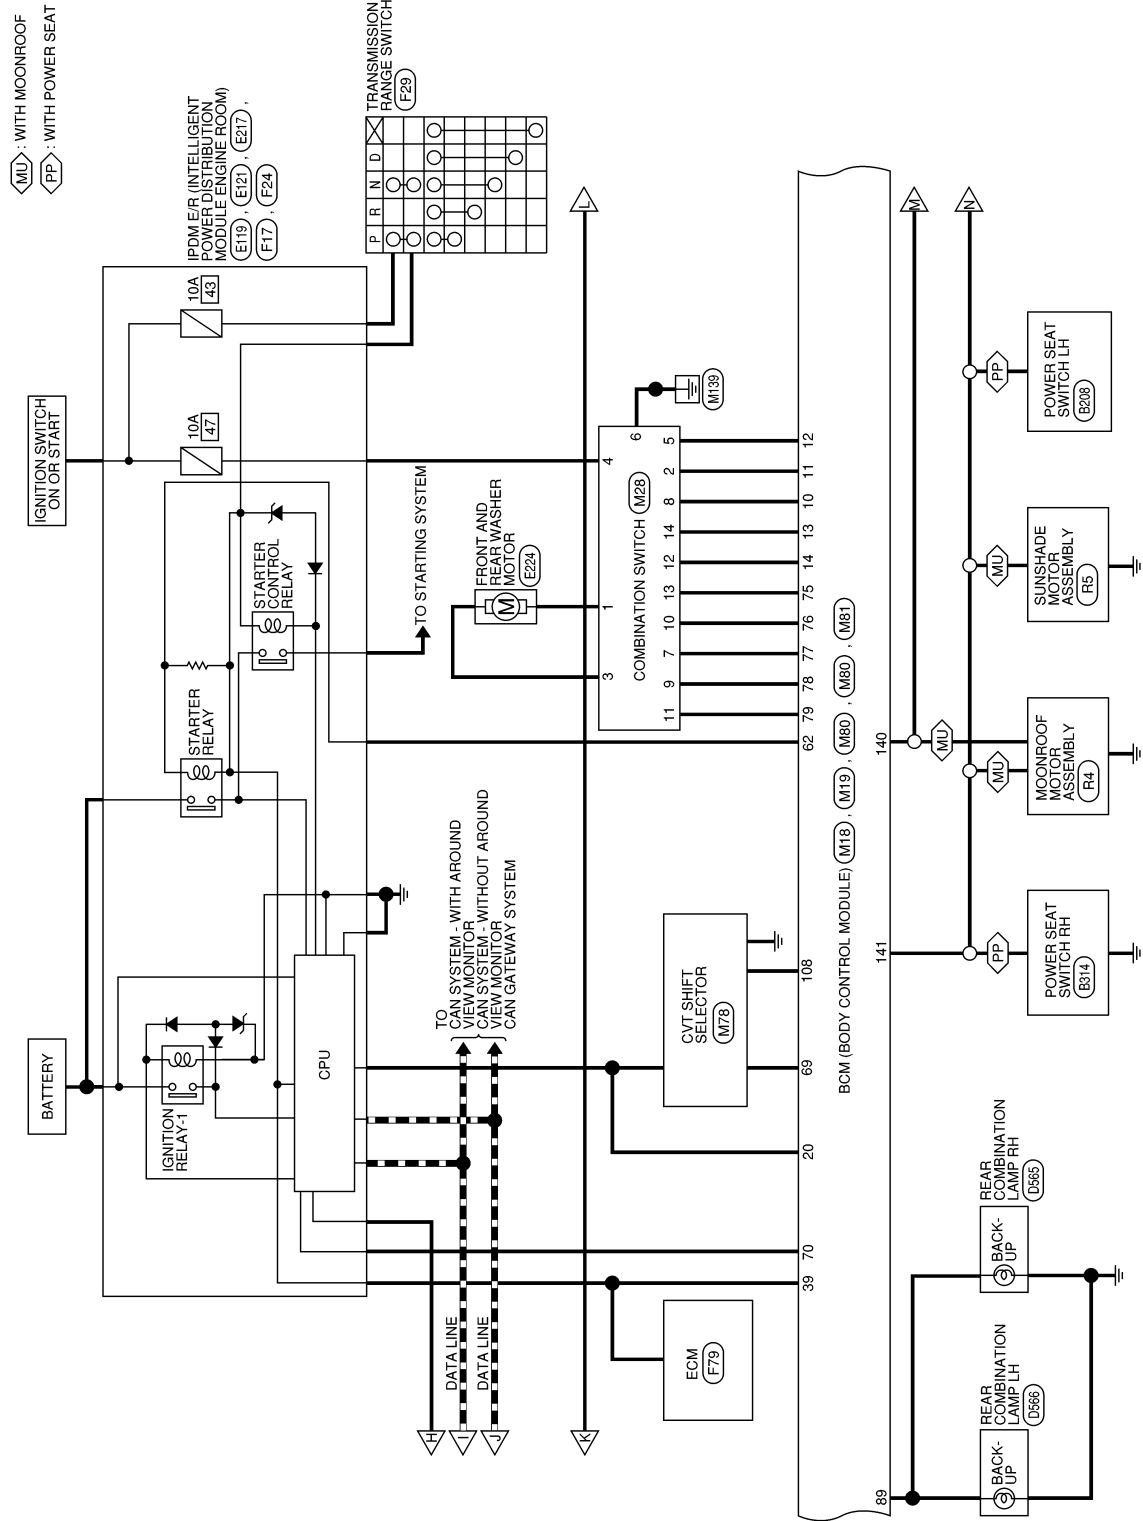 MU : WITH MOONROOF
PP : WITH POWER SEAT
BATTERY
IGNITION SWITCH
ON OR START
IPDM E/R (INTELLIGENT
POWER DISTRIBUTION
MODULE ENGINE ROOM)
E119 , E121 , E217 ,
F17 , F24
IGNITION
RELAY-1
STARTER
RELAY
STARTER
CONTROL
RELAY
10A
47
10A
43
TRANSMISSION
RANGE SWITCH
F29
P R N D
CPU
TO STARTING SYSTEM
TO
CAN SYSTEM - WITH AROUND
VIEW MONITOR
CAN SYSTEM - WITHOUT AROUND
VIEW MONITOR
CAN GATEWAY SYSTEM
H
I
J
DATA LINE
DATA LINE
FRONT AND
REAR WASHER
MOTOR
E224
M
K
L
ECM
F79
CVT SHIFT
SELECTOR
M78
3 1 4 6
COMBINATION SWITCH M28
11 9 7 10 13 12 14 8 2 5
M139
39 70 20 69 108 62 79 78 77 76 75 14 13 10 11 12
BCM (BODY CONTROL MODULE) M18 , M19 , M80 , M80 , M81
89 141 140
M
N
REAR
COMBINATION
LAMP LH
D566
BACK-
UP
REAR
COMBINATION
LAMP RH
D565
BACK-
UP
PP
POWER SEAT
SWITCH RH
B314
MU
MU
MOONROOF
MOTOR
ASSEMBLY
R4
MU
SUNSHADE
MOTOR
ASSEMBLY
R5
PP
POWER SEAT
SWITCH LH
B208